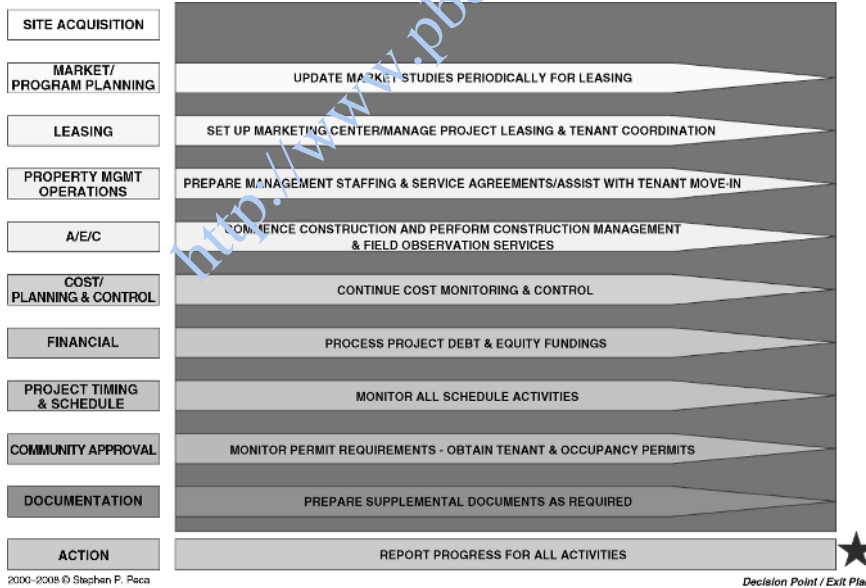 SITE ACQUISITION
MARKET/
PROGRAM PLANNING
UPDATE MARKET STUDIES PERIODICALLY FOR LEASING
LEASING
SET UP MARKETING CENTER/MANAGE PROJECT LEASING & TENANT COORDINATION
PROPERTY MGMT
OPERATIONS
PREPARE MANAGEMENT STAFFING & SERVICE AGREEMENTS/ASSIST WITH TENANT MOVE-IN
A/E/C
COMMENCE CONSTRUCTION AND PERFORM CONSTRUCTION MANAGEMENT
& FIELD OBSERVATION SERVICES
COST/
PLANNING & CONTROL
CONTINUE COST MONITORING & CONTROL
FINANCIAL
PROCESS PROJECT DEBT & EQUITY FUNDINGS
PROJECT TIMING
& SCHEDULE
MONITOR ALL SCHEDULE ACTIVITIES
COMMUNITY APPROVAL
MONITOR PERMIT REQUIREMENTS - OBTAIN TENANT & OCCUPANCY PERMITS
DOCUMENTATION
PREPARE SUPPLEMENTAL DOCUMENTS AS REQUIRED
ACTION
REPORT PROGRESS FOR ALL ACTIVITIES
2000–2008 © Stephen P. Peca
Decision Point / Exit
http://www.pb